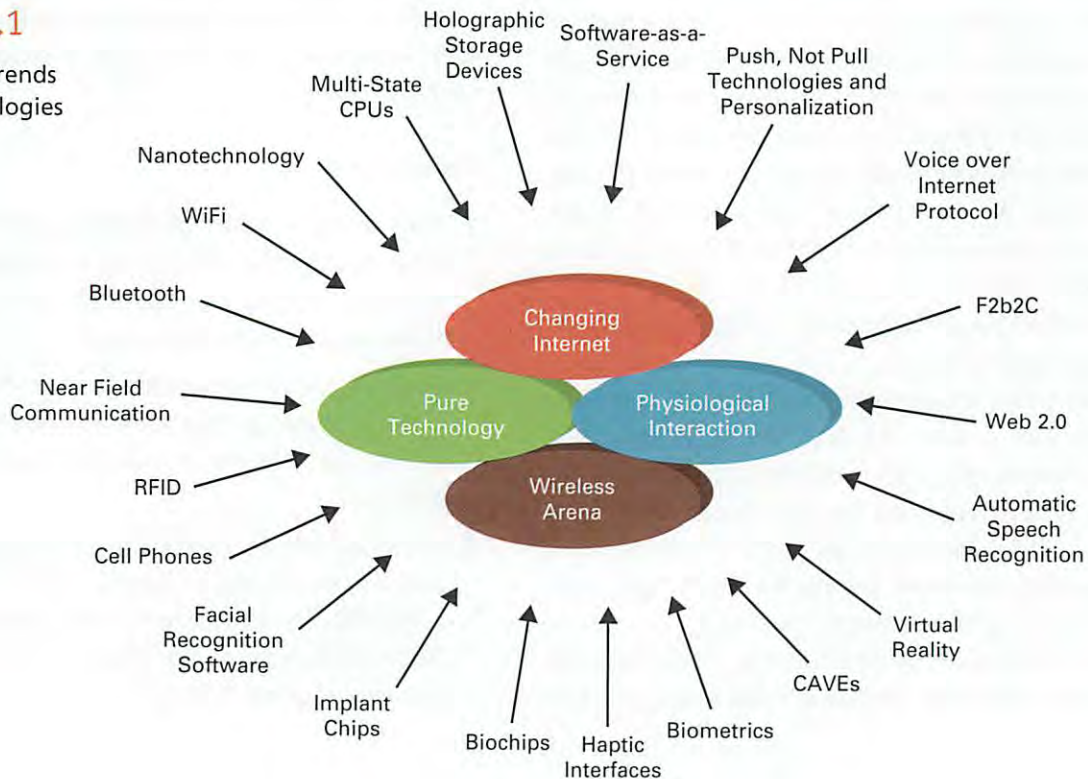 .1
rends
ologies
Holographic
Storage
Devices
Software-as-a-
Service
Push, Not Pull
Technologies and
Personalization
Multi-State
CPUs
Nanotechnology
Voice over
Internet
Protocol
WiFi
Bluetooth
F2b2C
Changing
Internet
Near Field
Communication
Pure
Technology
Physiological
Interaction
Web 2.0
RFID
Wireless
Arena
Automatic
Speech
Recognition
Cell Phones
Facial
Recognition
Software
Virtual
Reality
CAVEs
Implant
Chips
Biochips
Haptic
Interfaces
Biometrics